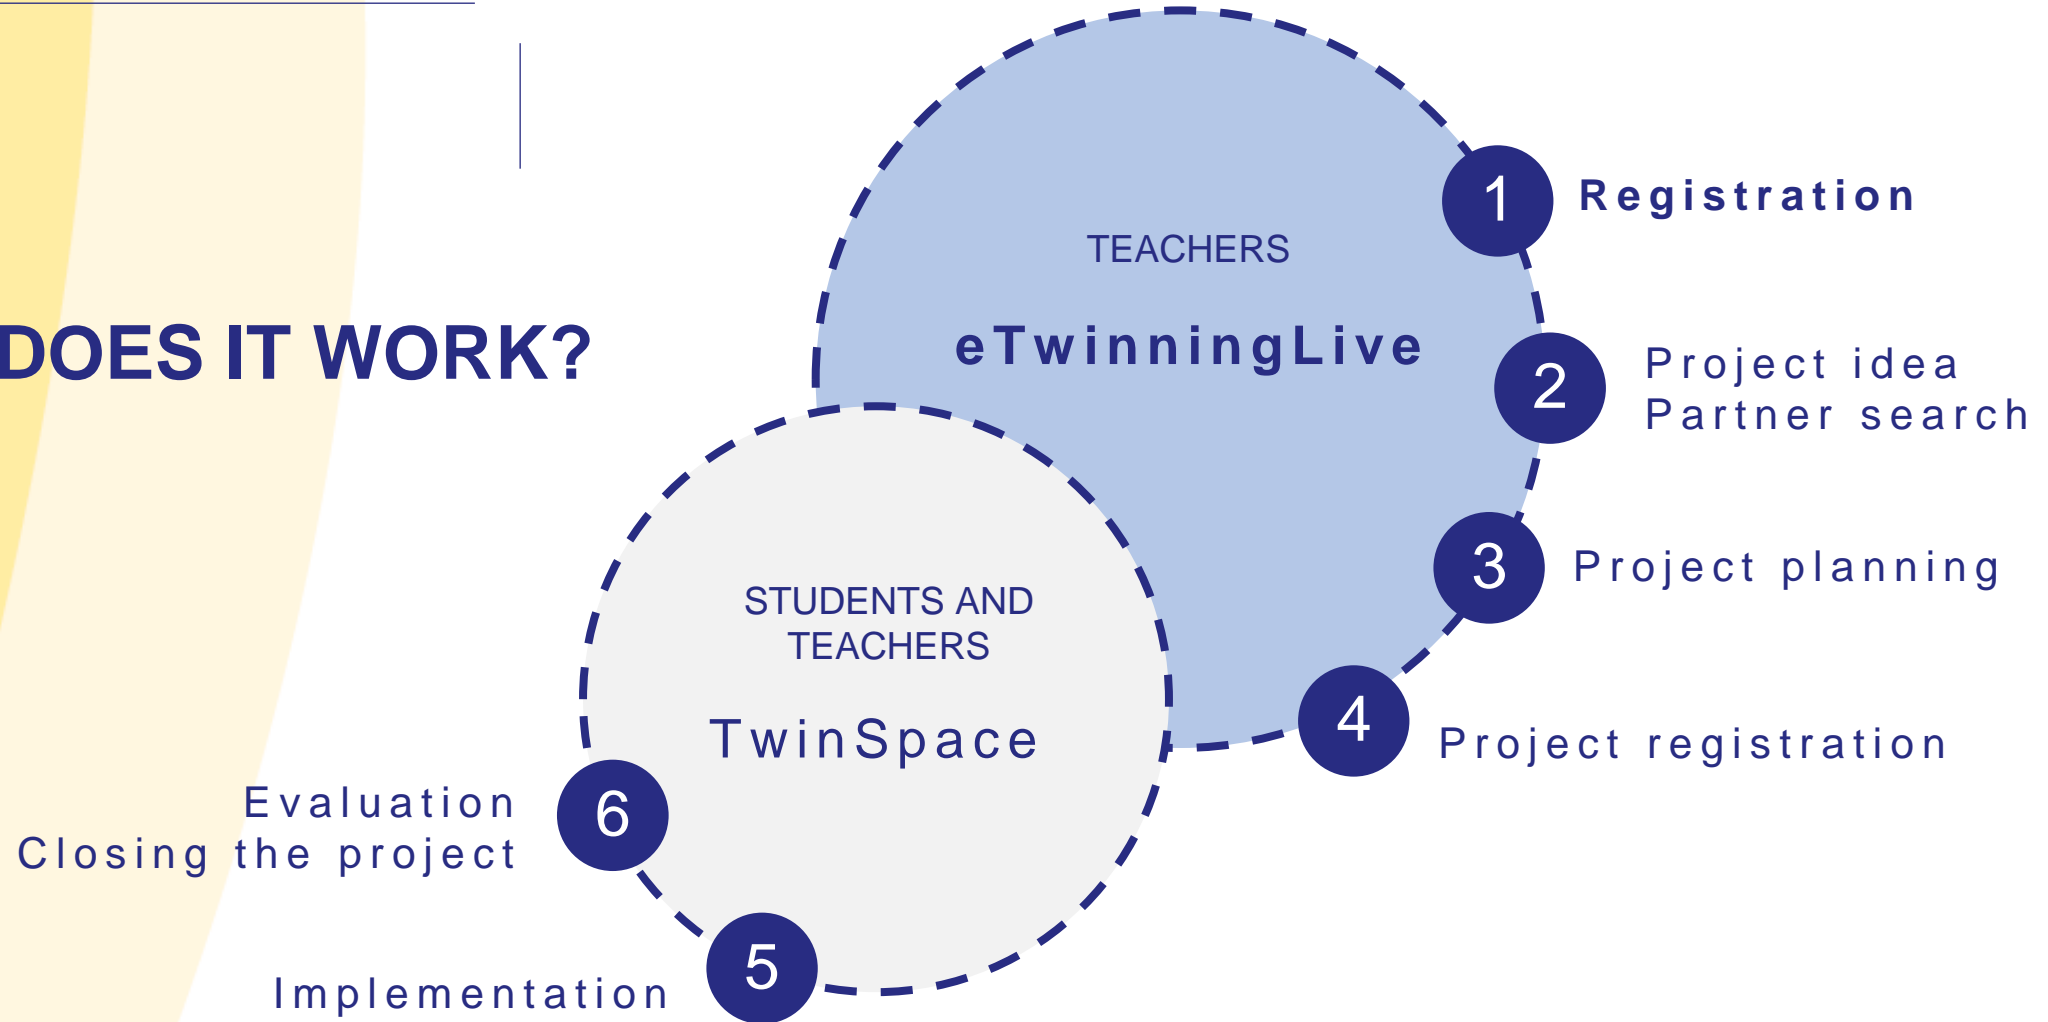 DOES IT WORK?
TEACHERS
eTwinningLive
1
Registration
2
Project idea
Partner search
3
Project planning
4
Project registration
STUDENTS AND
TEACHERS
TwinSpace
5
Implementation
6
Evaluation
Closing the project